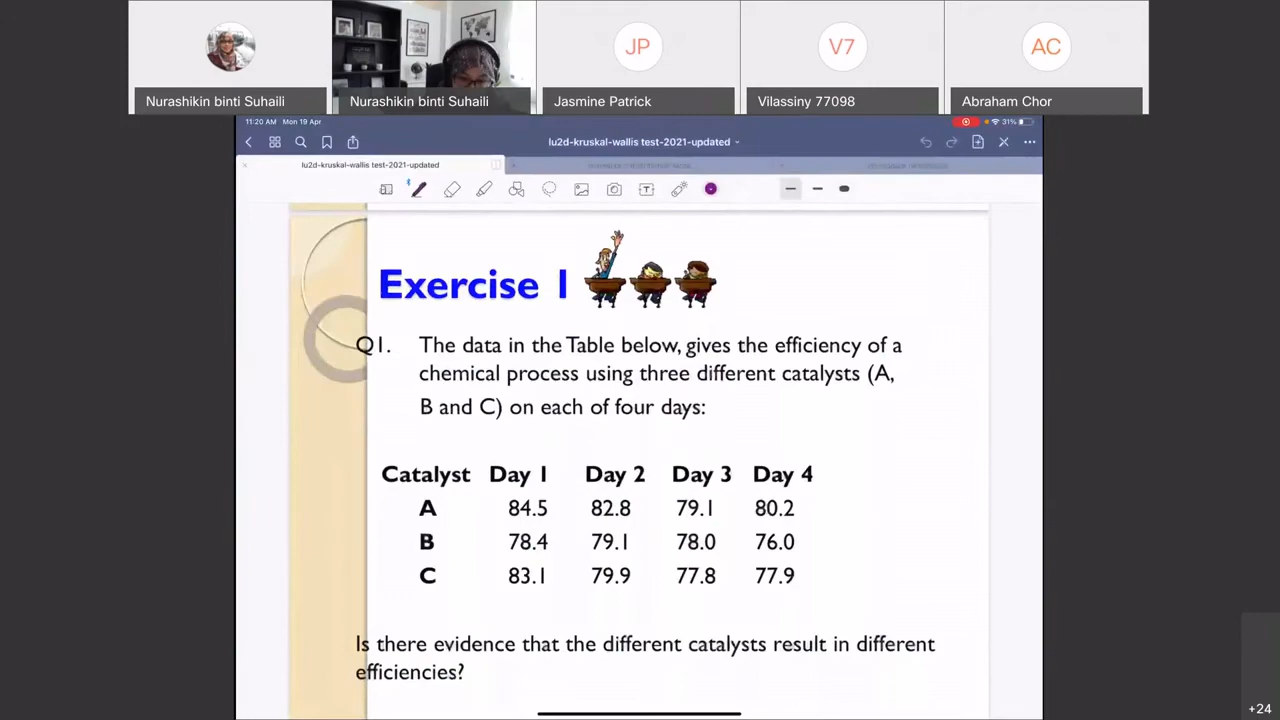 JP
V7
AC
Nurashikin binti Suhaili
Nurashikin binti Suhaili
Jasmine Patrick
Vilassiny 77098
Abraham Chor
11:20 AM Mon 19 Apr
31%
lu2d-kruskal-wallis test-2021-updated
lu2d-kruskal-wallis test-2021-updated
Exercise 1
Q1. The data in the Table below, gives the efficiency of a
chemical process using three different catalysts (A,
B and C) on each of four days:
Catalyst Day 1 Day 2 Day 3 Day 4
A 84.5 82.8 79.1 80.2
B 78.4 79.1 78.0 76.0
C 83.1 79.9 77.8 77.9
Is there evidence that the different catalysts result in different
efficiencies?
+24